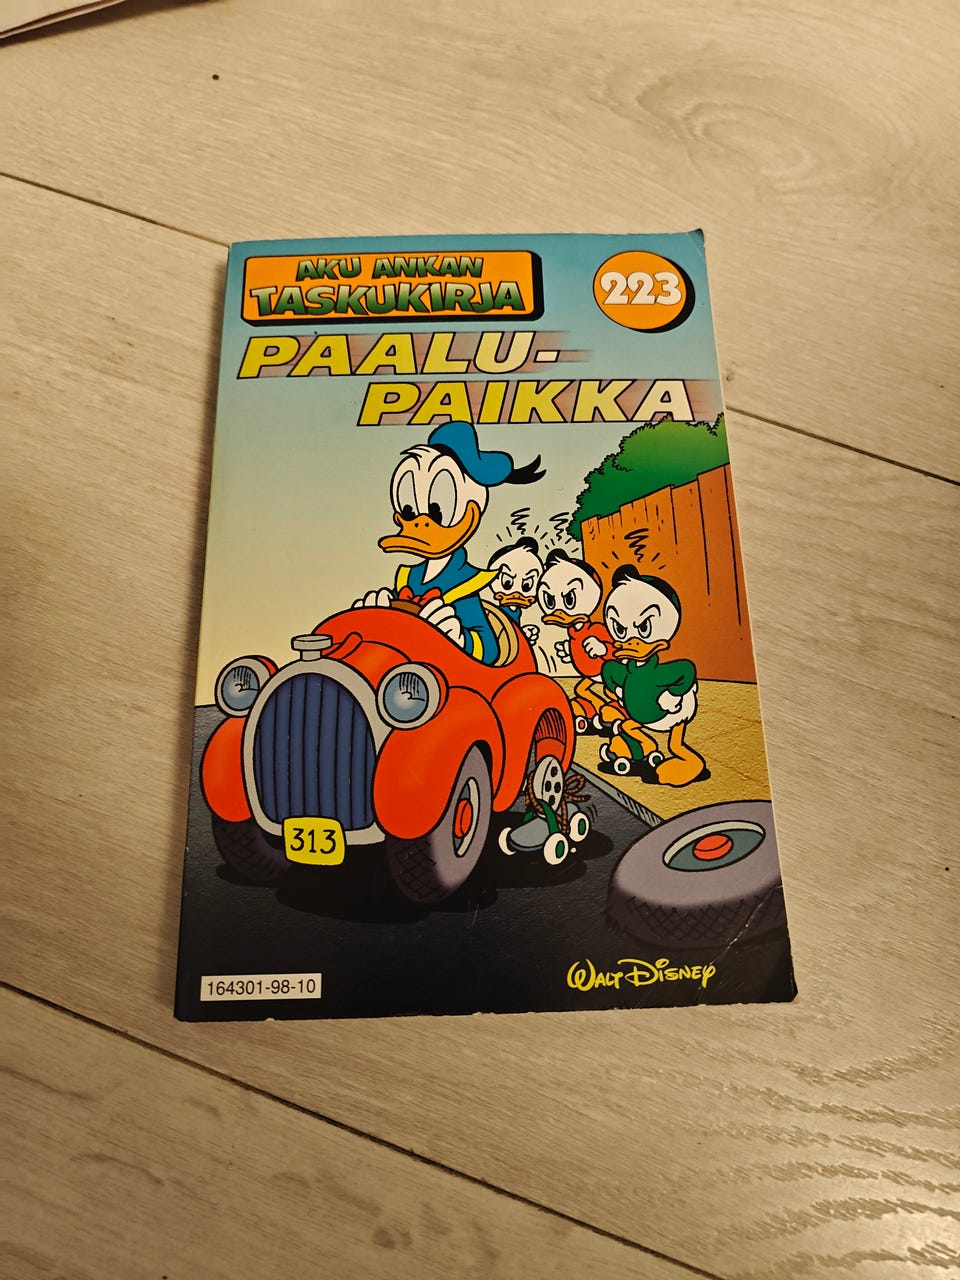 AKU ANKAN
TASKUKIRJA
223
PAALU-
PAIKKA
313
164301-98-10
WALT DISNEY